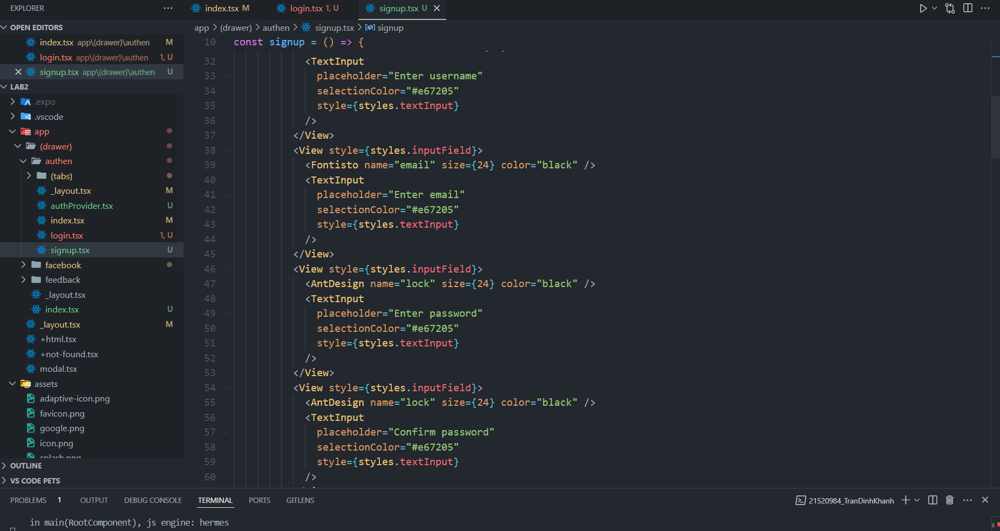 EXPLORER
OPEN EDITORS
index.tsx app\(drawer)\authen M
login.tsx app\(drawer)\authen 1, U
signup.tsx app\(drawer)\authen U
LAB2
.expo
.vscode
app
(drawer)
authen
(tabs)
_layout.tsx M
authProvider.tsx U
index.tsx M
login.tsx 1, U
signup.tsx U
facebook
feedback
_layout.tsx
index.tsx U
_layout.tsx M
+html.tsx
+not-found.tsx
modal.tsx
assets
adaptive-icon.png
favicon.png
google.png
icon.png
splash.png
OUTLINE
VS CODE PETS
index.tsx M login.tsx 1, U signup.tsx U
app > (drawer) > authen > signup.tsx > signup
10 const signup = () => {
32 <TextInput
33 placeholder="Enter username"
34 selectionColor="#e67205"
35 style={styles.textInput}
36 />
37 </View>
38 <View style={styles.inputField}>
39 <Fontisto name="email" size={24} color="black" />
40 <TextInput
41 placeholder="Enter email"
42 selectionColor="#e67205"
43 style={styles.textInput}
44 />
45 </View>
46 <View style={styles.inputField}>
47 <AntDesign name="lock" size={24} color="black" />
48 <TextInput
49 placeholder="Enter password"
50 selectionColor="#e67205"
51 style={styles.textInput}
52 />
53 </View>
54 <View style={styles.inputField}>
55 <AntDesign name="lock" size={24} color="black" />
56 <TextInput
57 placeholder="Confirm password"
58 selectionColor="#e67205"
59 style={styles.textInput}
60 />
PROBLEMS 1 OUTPUT DEBUG CONSOLE TERMINAL PORTS GITLENS
21520984_TranDinhKhanh
in main(RootComponent), js engine: hermes